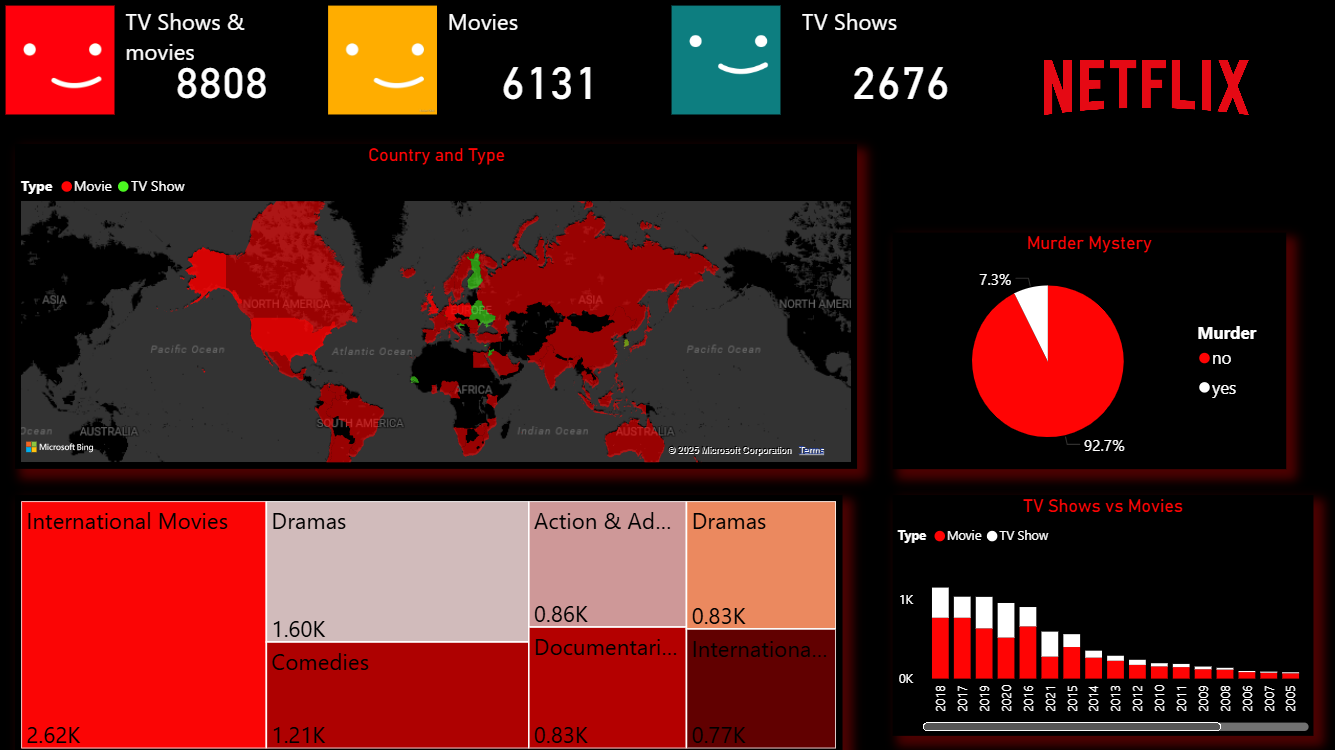 TV Shows &
movies
8808
Movies
6131
TV Shows
2676
NETFLIX
Country and Type
Type Movie TV Show
ASIA
NORTH AMERICA
EUROPE
ASIA
NORTH AMER
Pacific Ocean
Atlantic Ocean
Pacific Ocean
AFRICA
SOUTH AMERICA
Ocean
AUSTRALIA
Indian Ocean
AUSTRALIA
Microsoft Bing
© 2025 Microsoft Corporation Terms
Murder Mystery
7.3%
92.7%
Murder
no
yes
International Movies
2.62K
Dramas
1.60K
Comedies
1.21K
Action & Ad...
0.86K
Documentari...
0.83K
Dramas
0.83K
Internationa...
0.77K
TV Shows vs Movies
Type Movie TV Show
1K
0K
2018 2017 2019 2020 2016 2021 2015 2014 2013 2012 2010 2011 2009 2008 2006 2007 2005